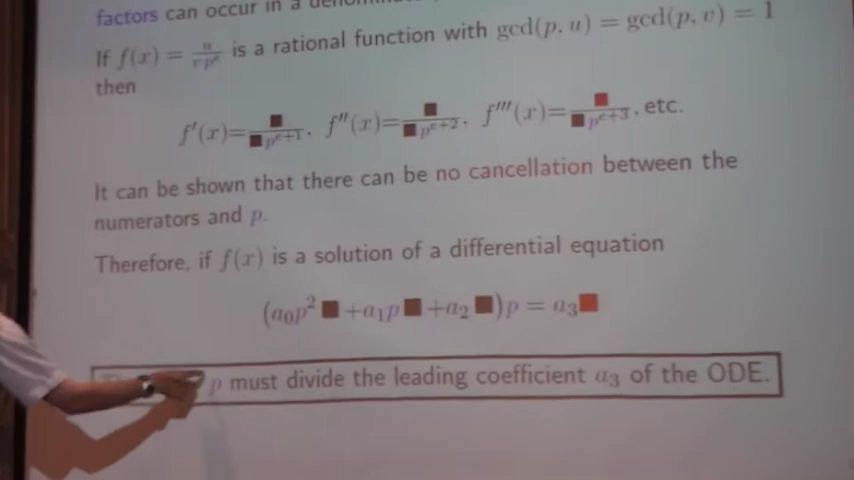 factors can occur in a
If f(x) = u/(vp^e) is a rational function with gcd(p, u) = gcd(p, v) = 1
then
f′(x)=■/(■p^(e+1)), f″(x)=■/(■p^(e+2)), f‴(x)=■/(■p^(e+3)), etc.
It can be shown that there can be no cancellation between the
numerators and p.
Therefore, if f(x) is a solution of a differential equation
(a₀p²■+a₁p■+a₂■)p = a₃■
p must divide the leading coefficient a₃ of the ODE.